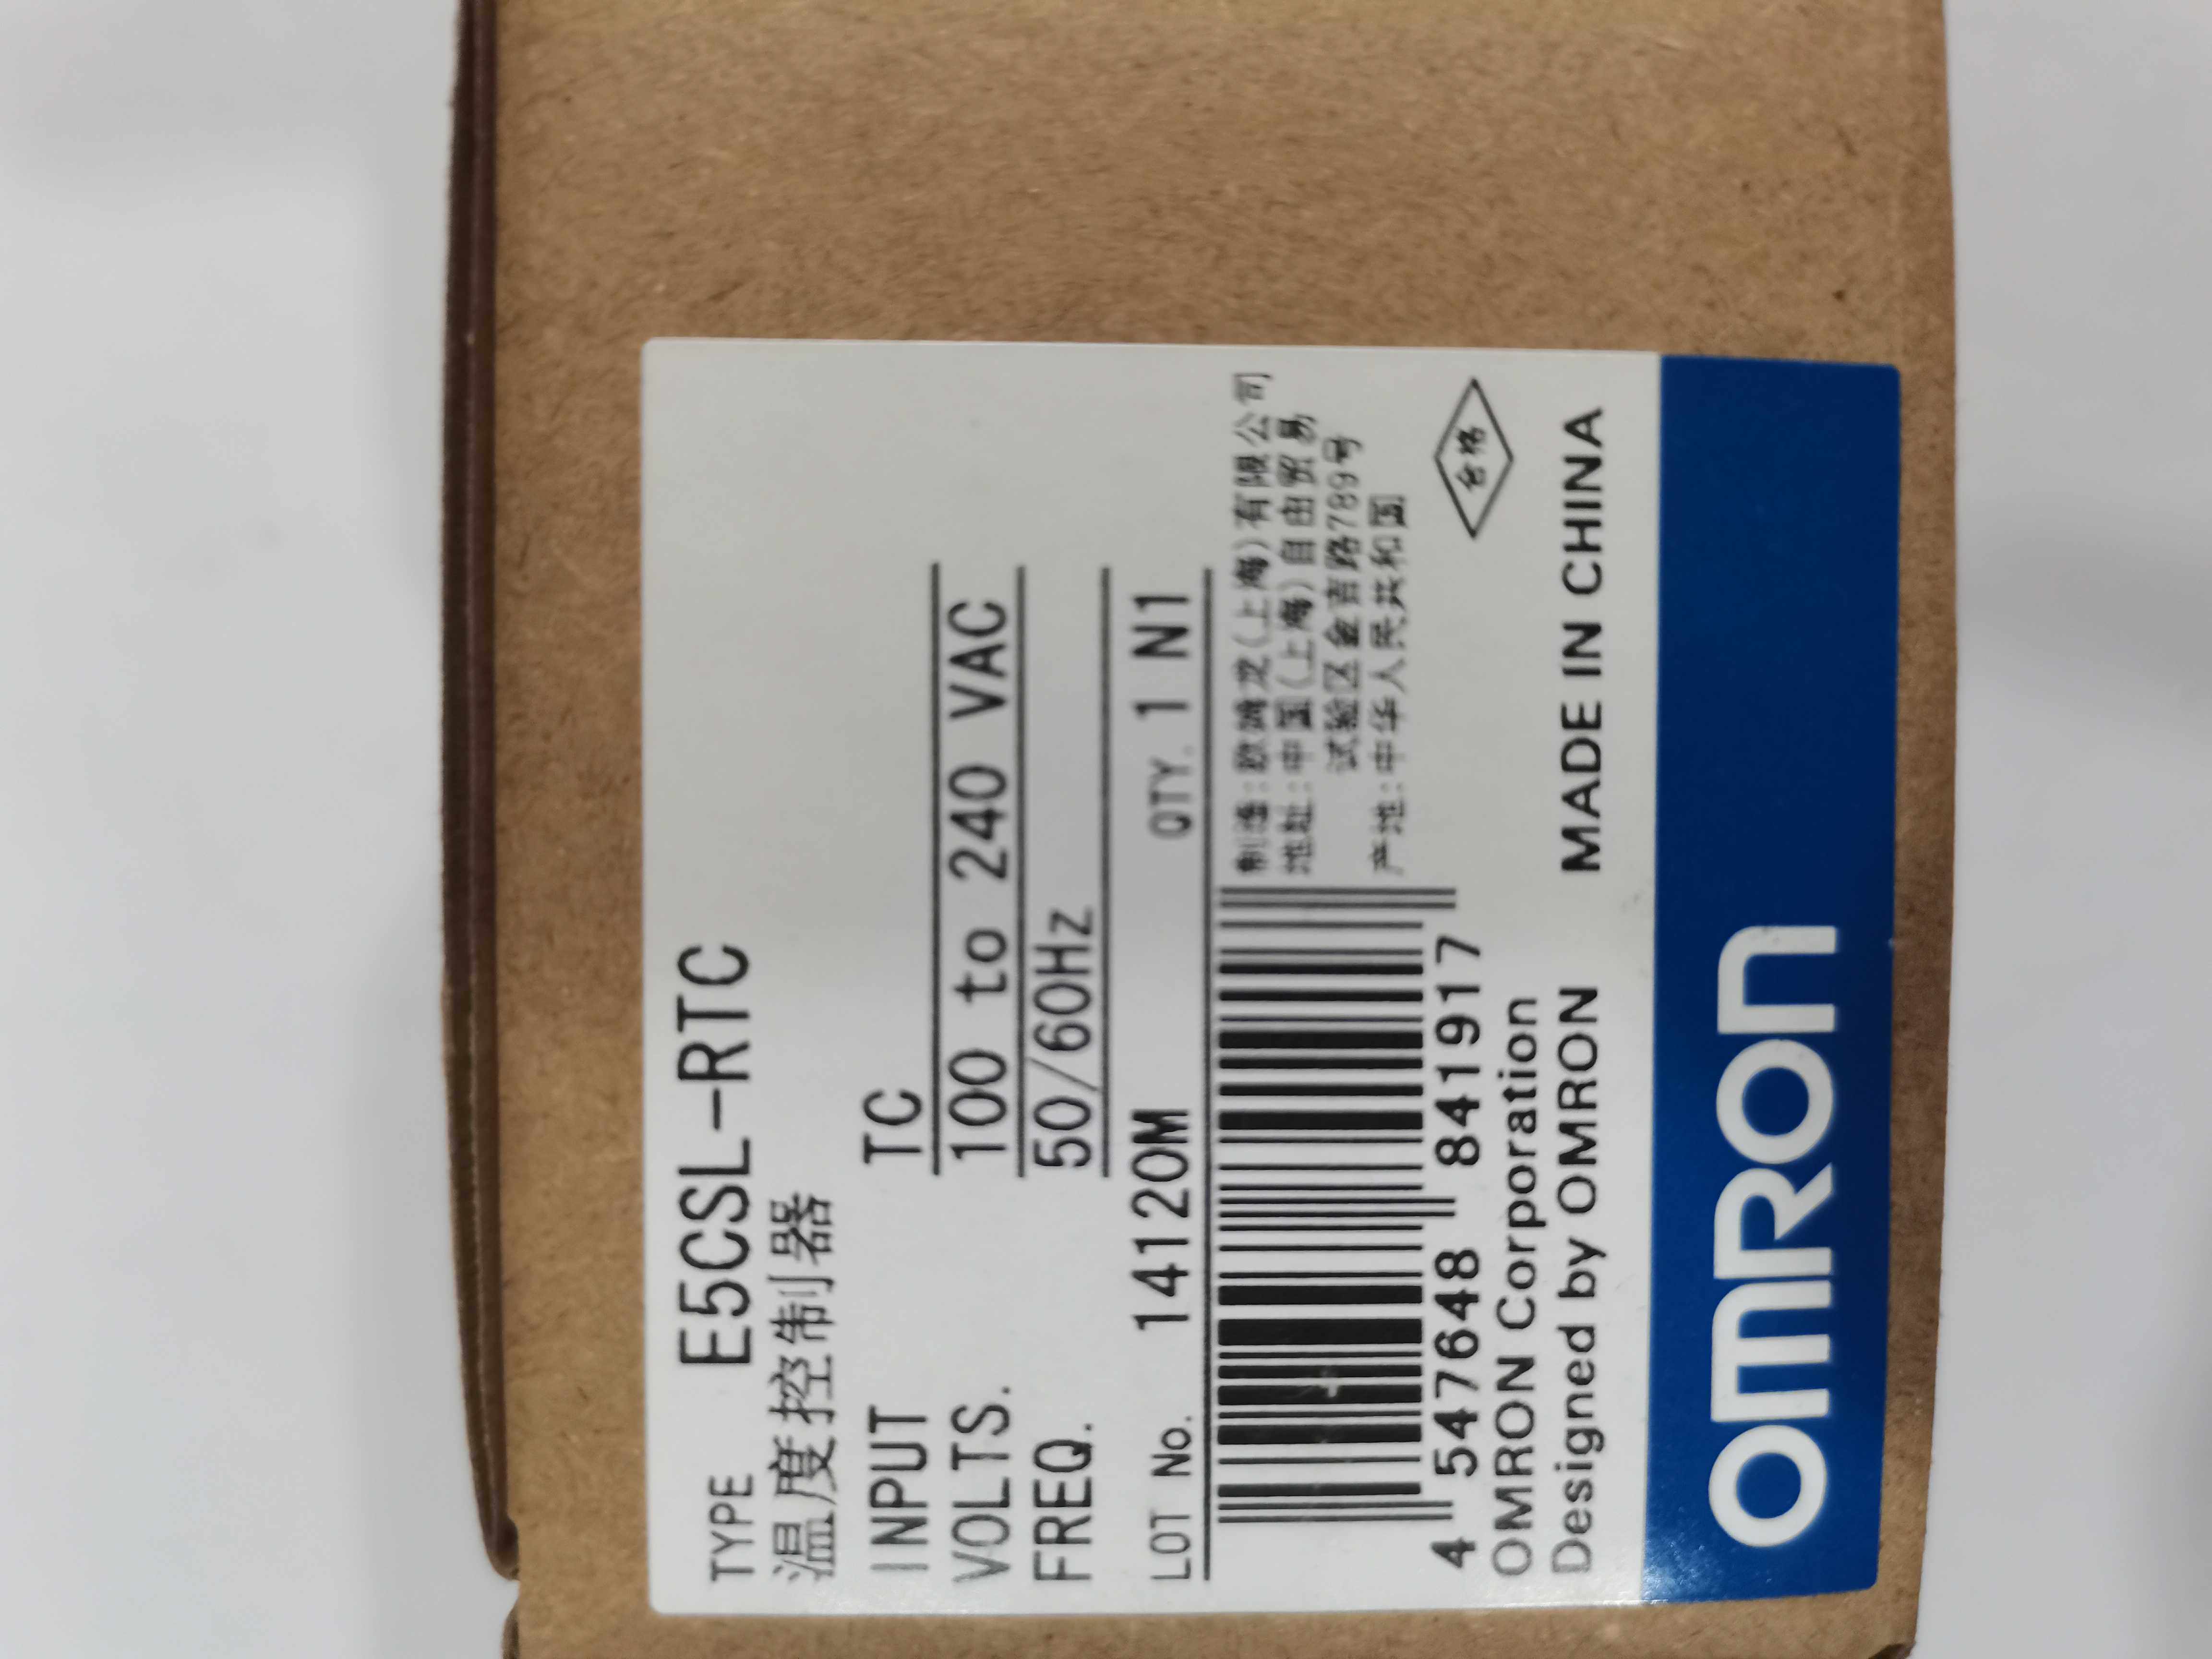 TYPE E5CSL-RTC
温度控制器
INPUT TC
VOLTS. 100 to 240 VAC
FREQ. 50/60Hz
LOT No. 14120M QTY. 1 N1
制造:欧姆龙(上海)有限公司
地址:中国(上海)自由贸易
试验区金吉路789号
产地:中华人民共和国
合格
4 547648 841917
OMRON Corporation
Designed by OMRON MADE IN CHINA
OMRON